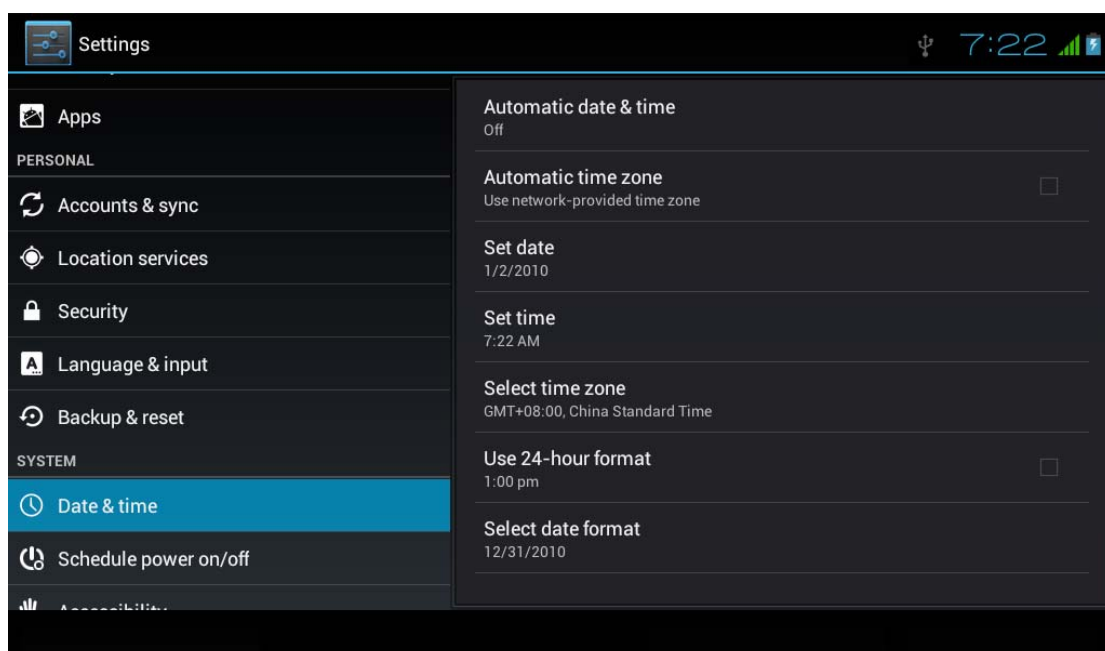 Settings
7:22
Apps
PERSONAL
Accounts & sync
Location services
Security
Language & input
Backup & reset
SYSTEM
Date & time
Schedule power on/off
Automatic date & time
Off
Automatic time zone
Use network-provided time zone
Set date
1/2/2010
Set time
7:22 AM
Select time zone
GMT+08:00, China Standard Time
Use 24-hour format
1:00 pm
Select date format
12/31/2010